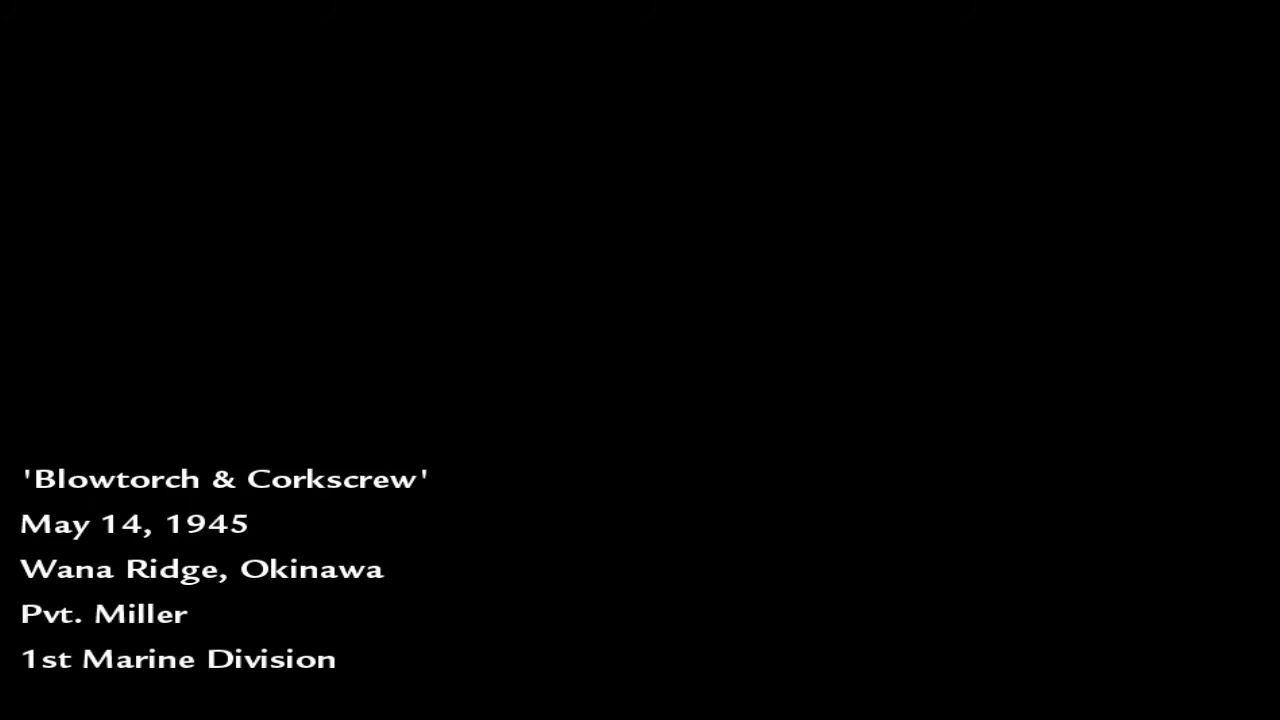 'Blowtorch & Corkscrew'
May 14, 1945
Wana Ridge, Okinawa
Pvt. Miller
1st Marine Division